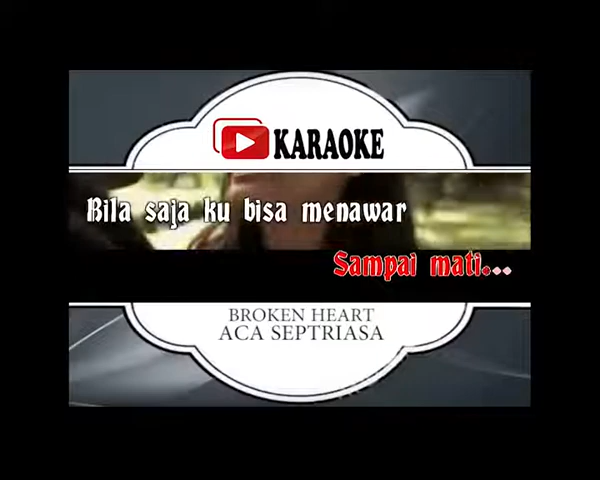 KARAOKE
Bila saja ku bisa menawar
Sampai mati...
BROKEN HEART
ACA SEPTRIASA